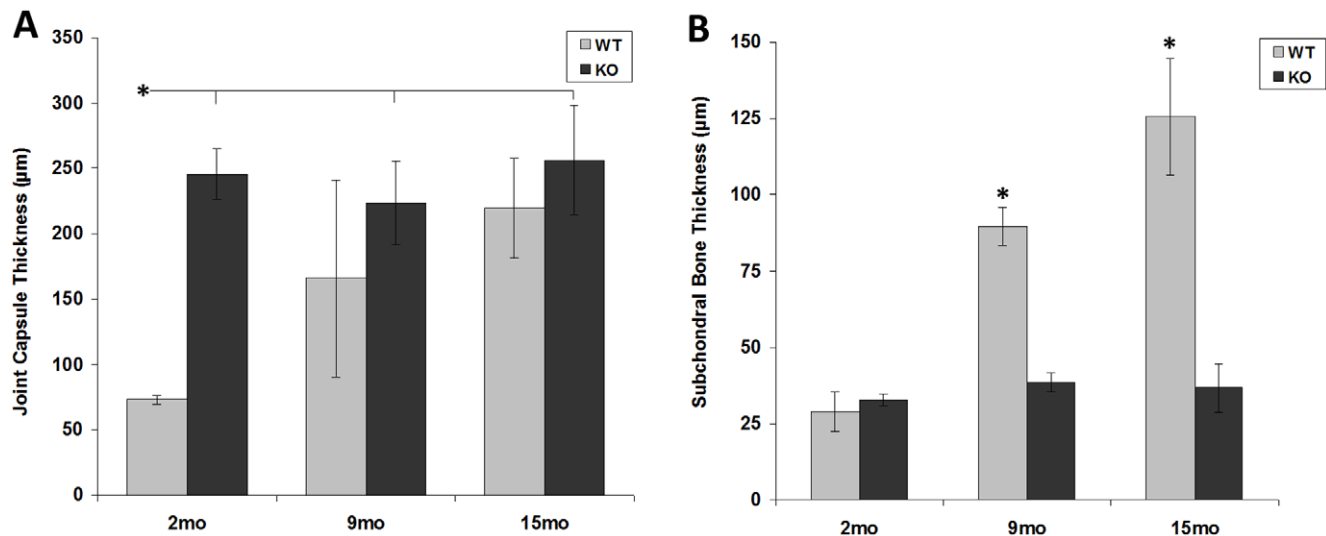 A
Joint Capsule Thickness (µm)
350
300
250
200
150
100
50
0
*
WT
KO
2mo
9mo
15mo
B
Subchondral Bone Thickness (µm)
150
125
100
75
50
25
0
*
*
WT
KO
2mo
9mo
15mo